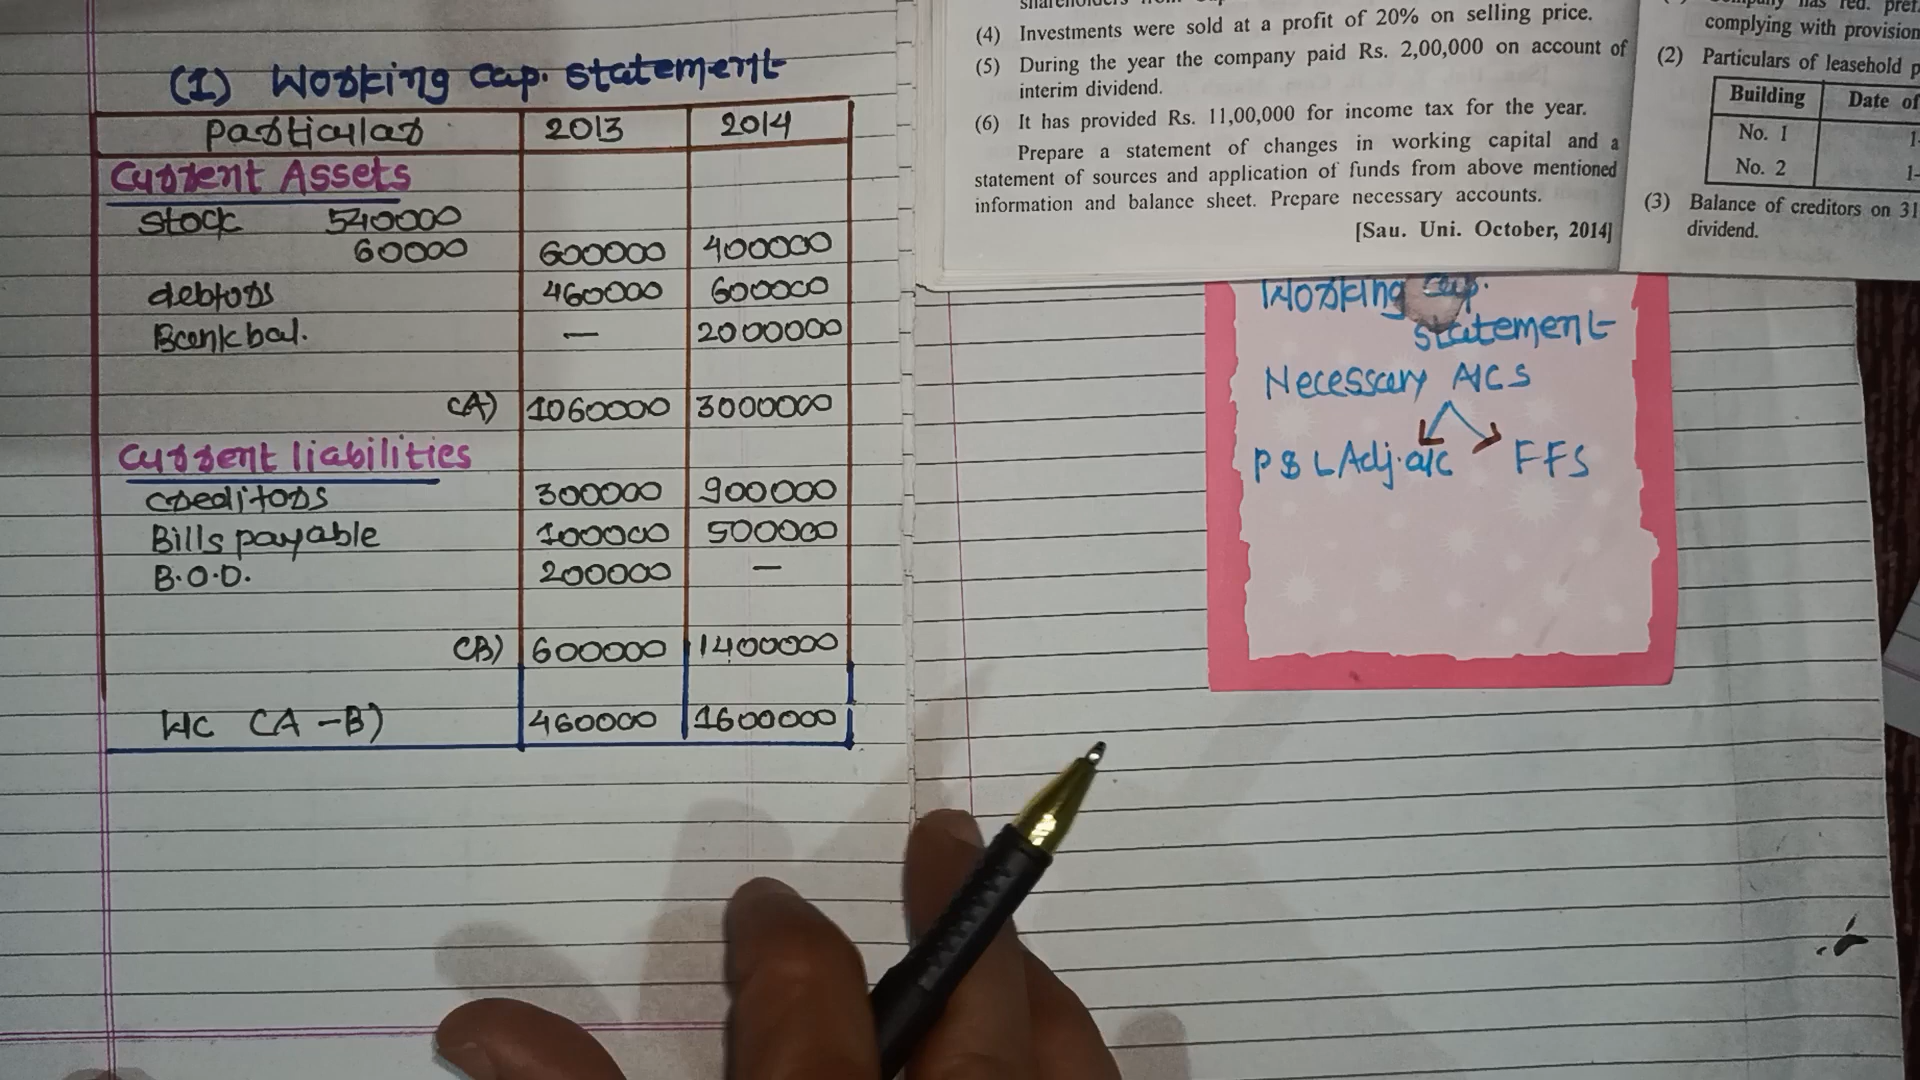 (1) Working cap. statement
particular 2013 2014
Current Assets
stock 540000
60000 600000 400000
debtors 460000 600000
Bank bal. — 2000000
(A) 1060000 3000000
Current liabilities
creditors 300000 900000
Bills payable 100000 500000
B.O.D. 200000 —
(B) 600000 1400000
WC (A-B) 460000 1600000
(4) Investments were sold at a profit of 20% on selling price.
(5) During the year the company paid Rs. 2,00,000 on account of
interim dividend.
(6) It has provided Rs. 11,00,000 for income tax for the year.
Prepare a statement of changes in working capital and a
statement of sources and application of funds from above mentioned
information and balance sheet. Prepare necessary accounts.
[Sau. Uni. October, 2014]
complying with provision
(2) Particulars of leasehold p
Building Date of
No. 1 1-
No. 2 1-
(3) Balance of creditors on 31
dividend.
Working cap.
statement
Necessary A/CS
P & L Adj. a/c FFS